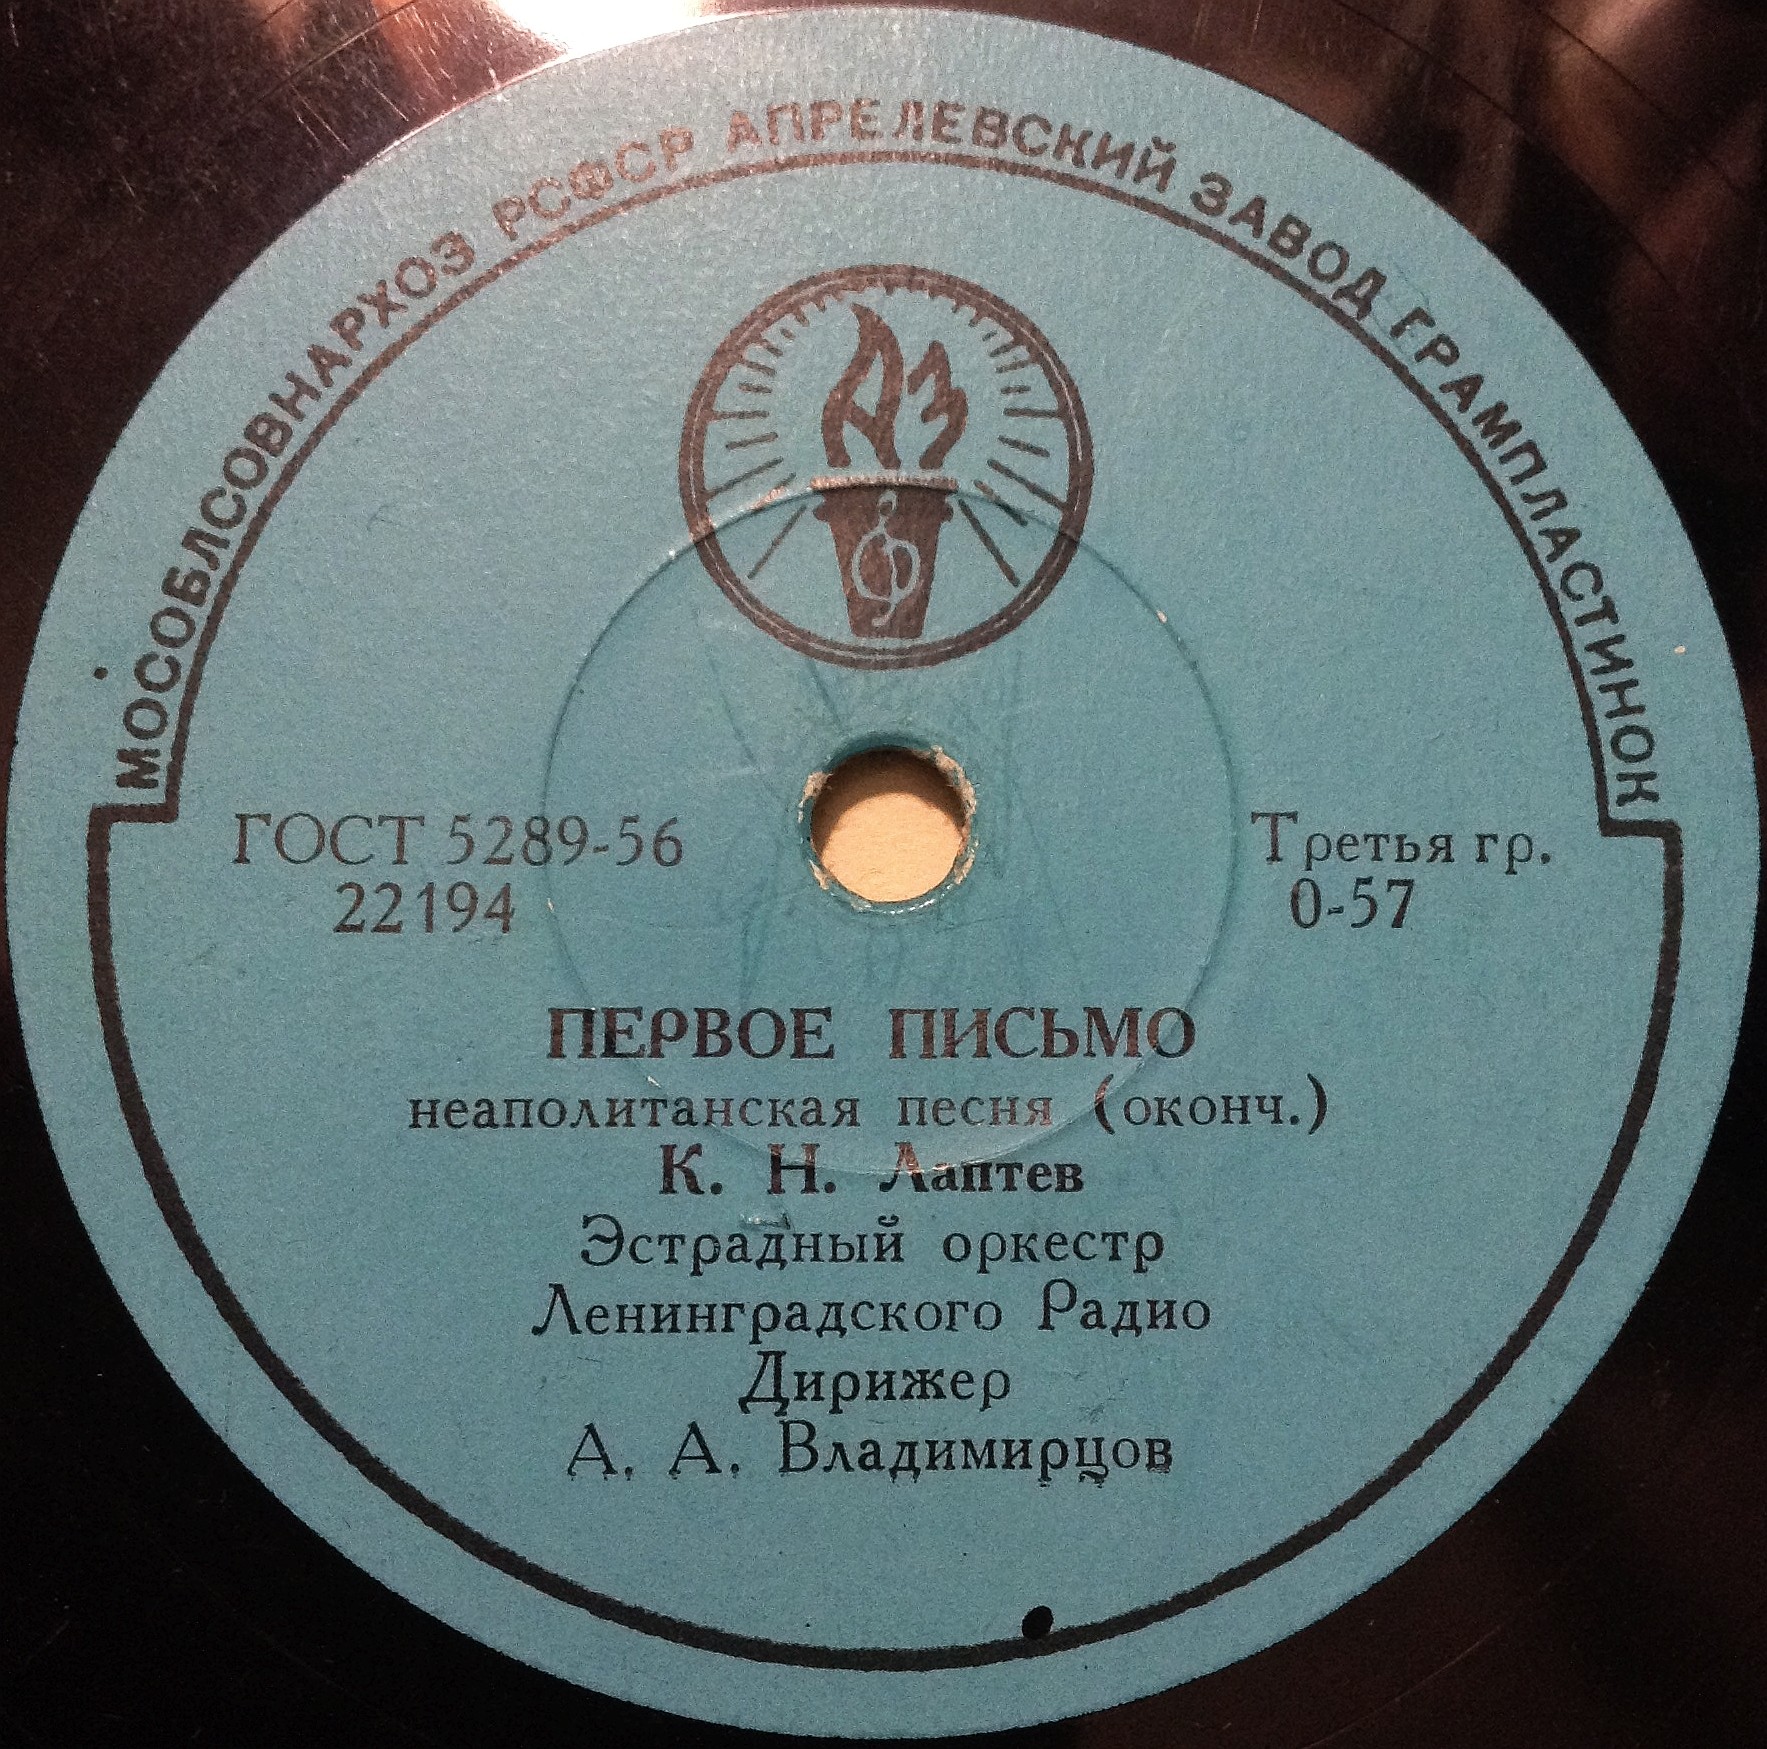 МОСОБЛСОВНАРХОЗ РСФСР АПРЕЛЕВСКИЙ ЗАВОД ГРАМПЛАСТИНОК
АЗ
ГОСТ 5289-56
22194
Третья гр.
0-57
ПЕРВОЕ ПИСЬМО
неаполитанская песня (оконч.)
К. Н. Лаптев
Эстрадный оркестр
Ленинградского Радио
Дирижер
А. А. Владимирцов